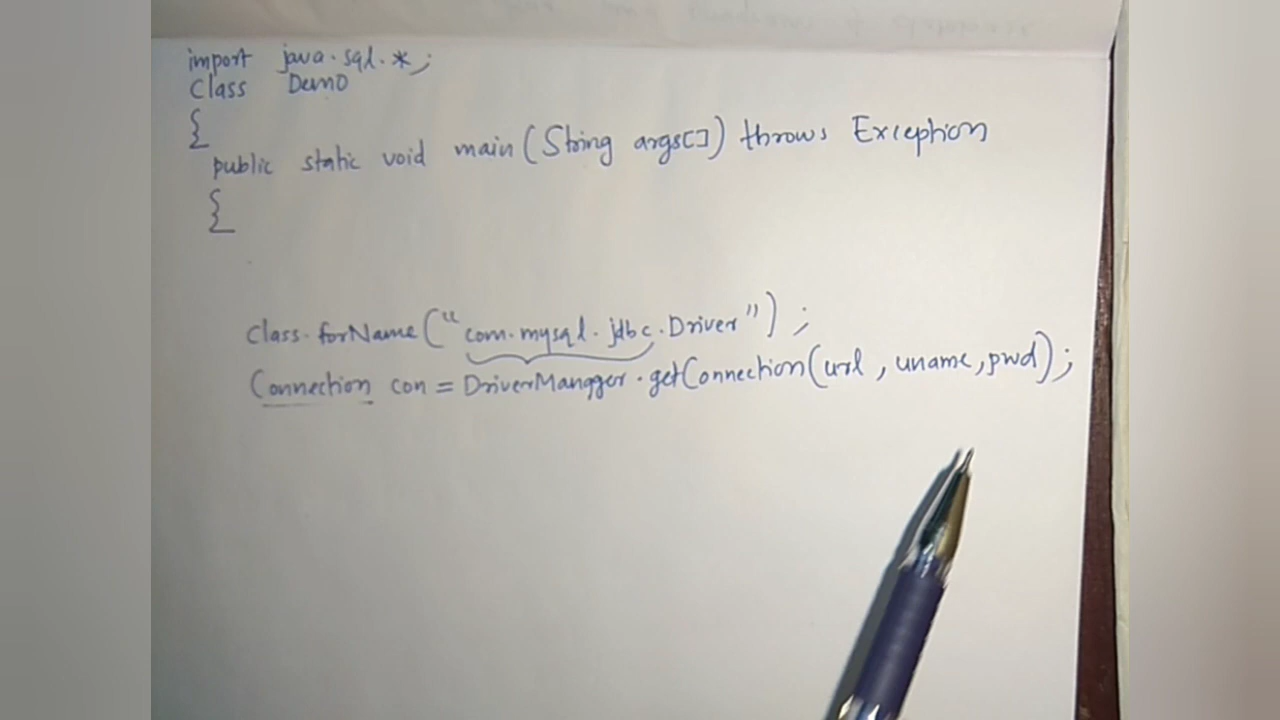 import java.sql.*;
Class Demo
{
public static void main(String args[]) throws Exception
{
Class.forName("com.mysql.jdbc.Driver");
Connection con = DriverManager.getConnection(url, uname, pwd);